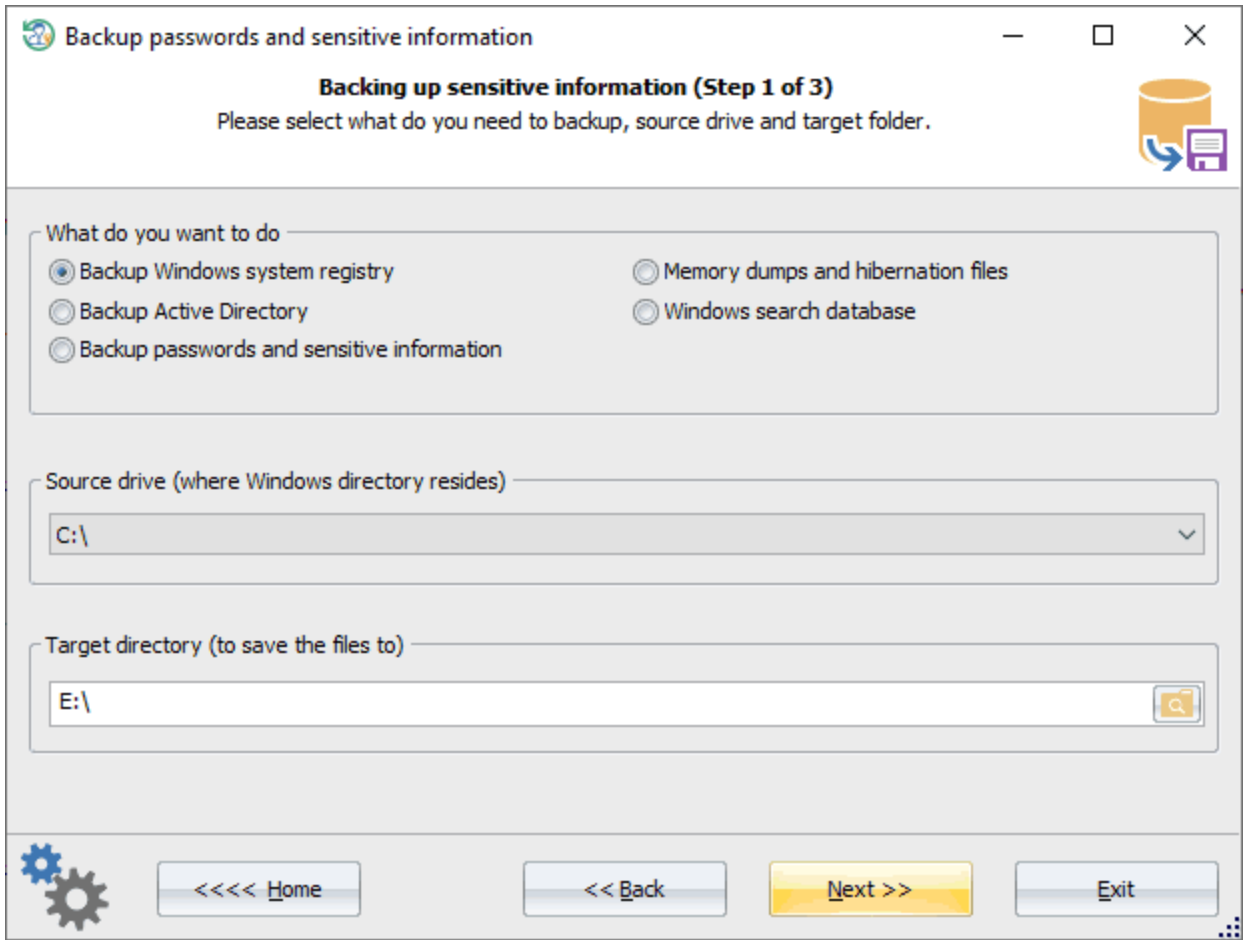 Backup passwords and sensitive information
Backing up sensitive information (Step 1 of 3)
Please select what do you need to backup, source drive and target folder.
What do you want to do
Backup Windows system registry
Memory dumps and hibernation files
Backup Active Directory
Windows search database
Backup passwords and sensitive information
Source drive (where Windows directory resides)
C:\
Target directory (to save the files to)
E:\
<<<< Home
<< Back
Next >>
Exit